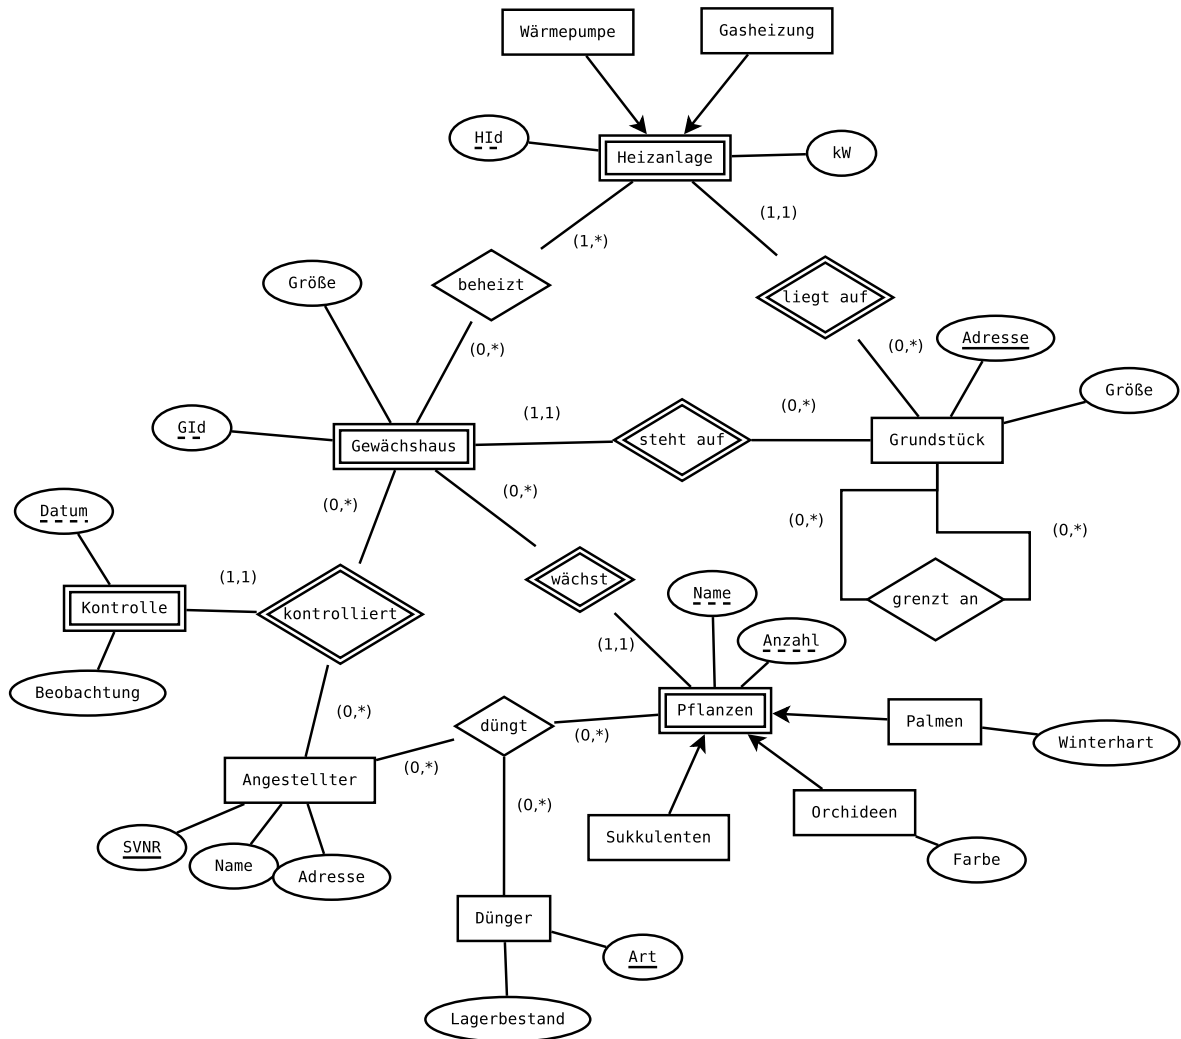 Wärmepumpe
Gasheizung
HId
Heizanlage
kW
(1,1)
(1,*)
Größe
beheizt
liegt auf
(0,*)
(0,*)
Adresse
Größe
(1,1)
(0,*)
GId
Gewächshaus
steht auf
Grundstück
(0,*)
(0,*)
Datum
(0,*)
(0,*)
(1,1)
wächst
Name
grenzt an
Kontrolle
kontrolliert
(1,1)
Anzahl
Beobachtung
(0,*)
düngt
(0,*)
Pflanzen
Palmen
Winterhart
(0,*)
Angestellter
(0,*)
Sukkulenten
Orchideen
SVNR
Name
Adresse
Farbe
Dünger
Art
Lagerbestand